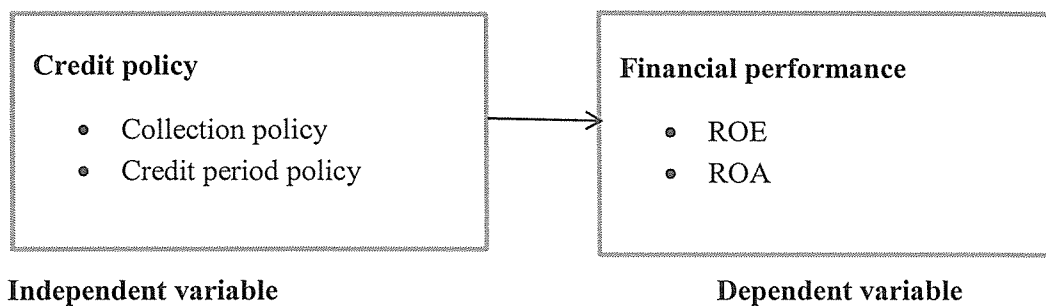 Credit policy
• Collection policy
• Credit period policy
Financial performance
• ROE
• ROA
Independent variable
Dependent variable